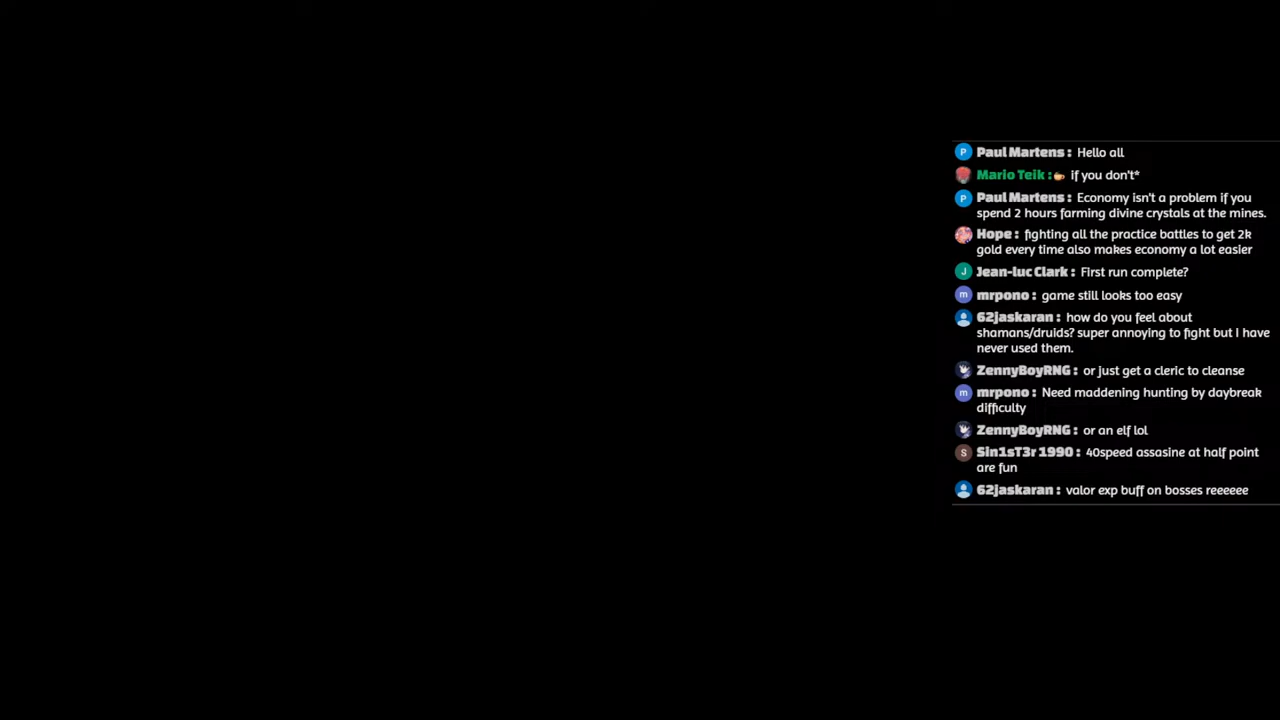 P Paul Martens : Hello all
Mario Teik : if you don't*
P Paul Martens : Economy isn't a problem if you
spend 2 hours farming divine crystals at the mines.
Hope : fighting all the practice battles to get 2k
gold every time also makes economy a lot easier
J Jean-luc Clark : First run complete?
m mrpono : game still looks too easy
62jaskaran : how do you feel about
shamans/druids? super annoying to fight but I have
never used them.
ZennyBoyRNG : or just get a cleric to cleanse
m mrpono : Need maddening hunting by daybreak
difficulty
ZennyBoyRNG : or an elf lol
S Sin1sT3r 1990 : 40speed assasine at half point
are fun
62jaskaran : valor exp buff on bosses reeeeee